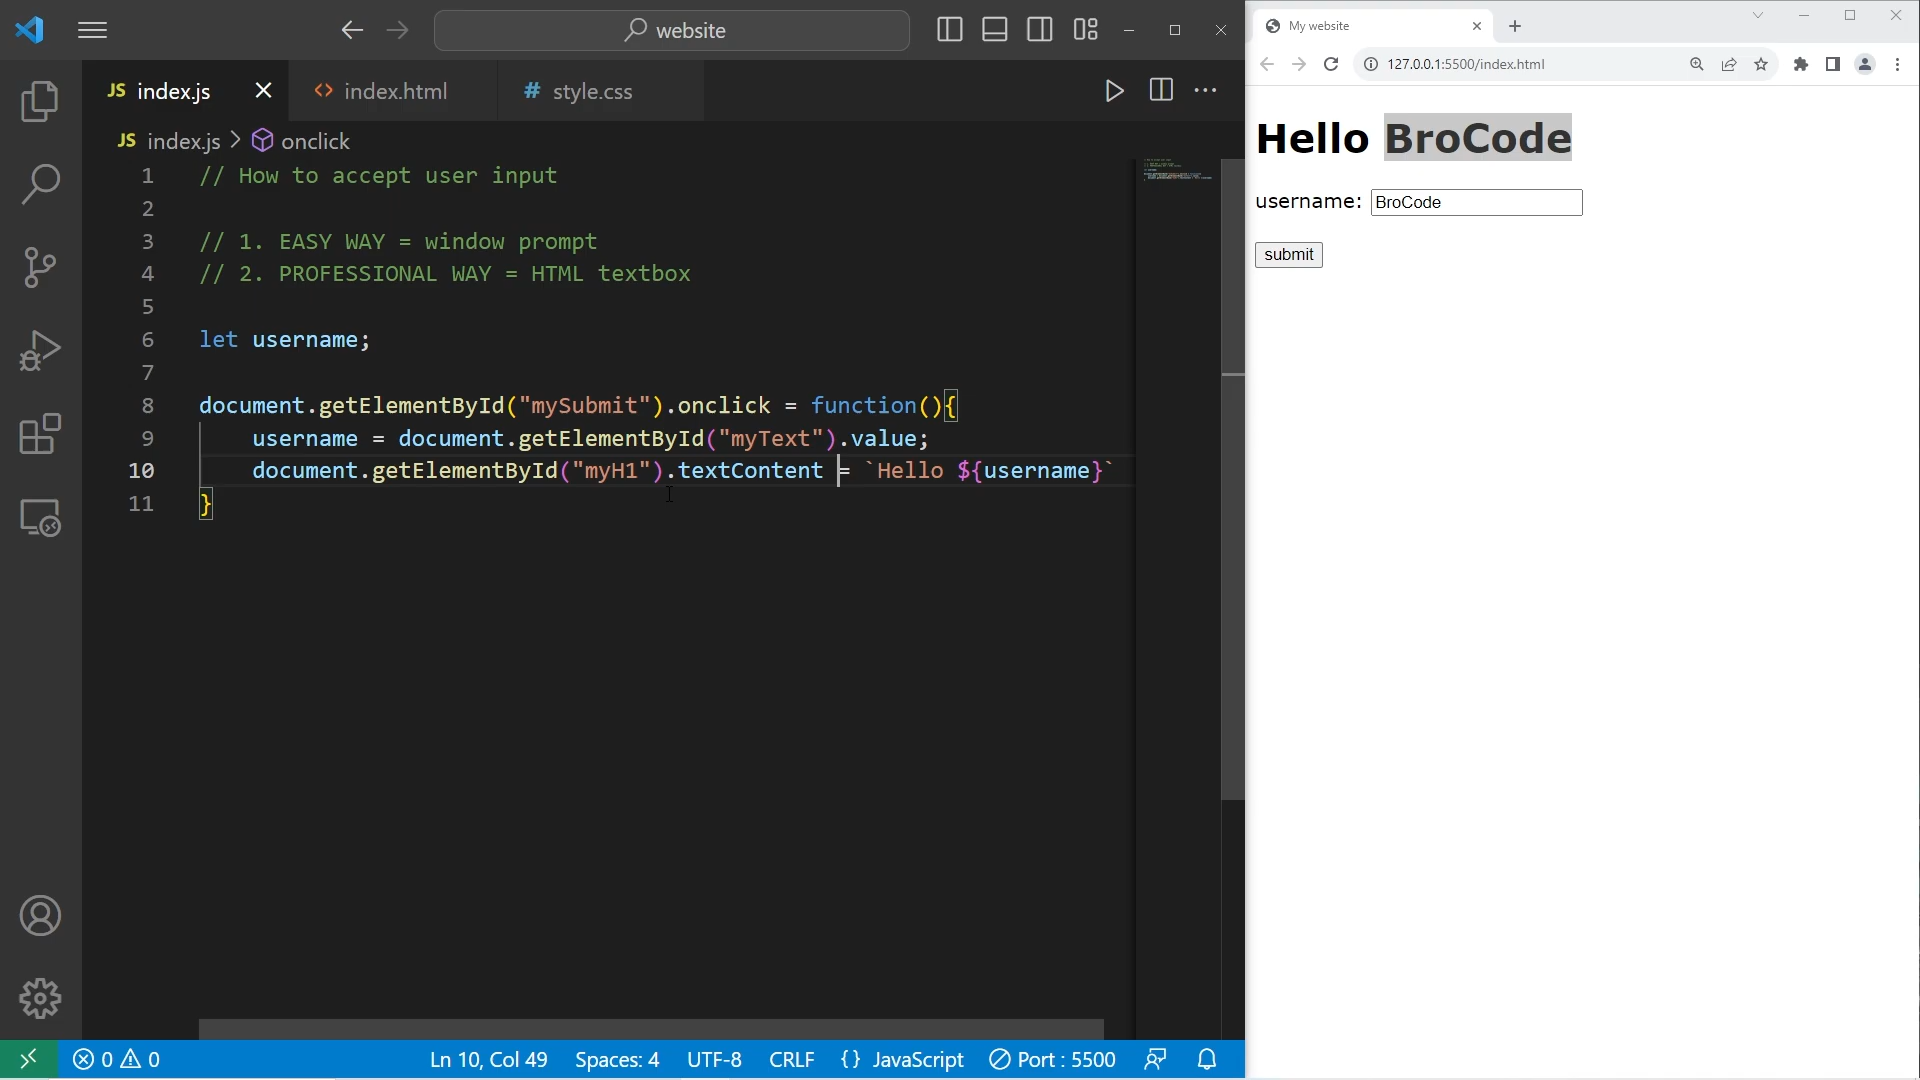 website
JS index.js
<> index.html
# style.css
JS index.js > onclick
1 // How to accept user input
2
3 // 1. EASY WAY = window prompt
4 // 2. PROFESSIONAL WAY = HTML textbox
5
6 let username;
7
8 document.getElementById("mySubmit").onclick = function(){
9 username = document.getElementById("myText").value;
10 document.getElementById("myH1").textContent = `Hello ${username}`
11 }
0 0
Ln 10, Col 49
Spaces: 4
UTF-8
CRLF
{} JavaScript
Port : 5500
My website
127.0.0.1:5500/index.html
Hello BroCode
username: BroCode
submit